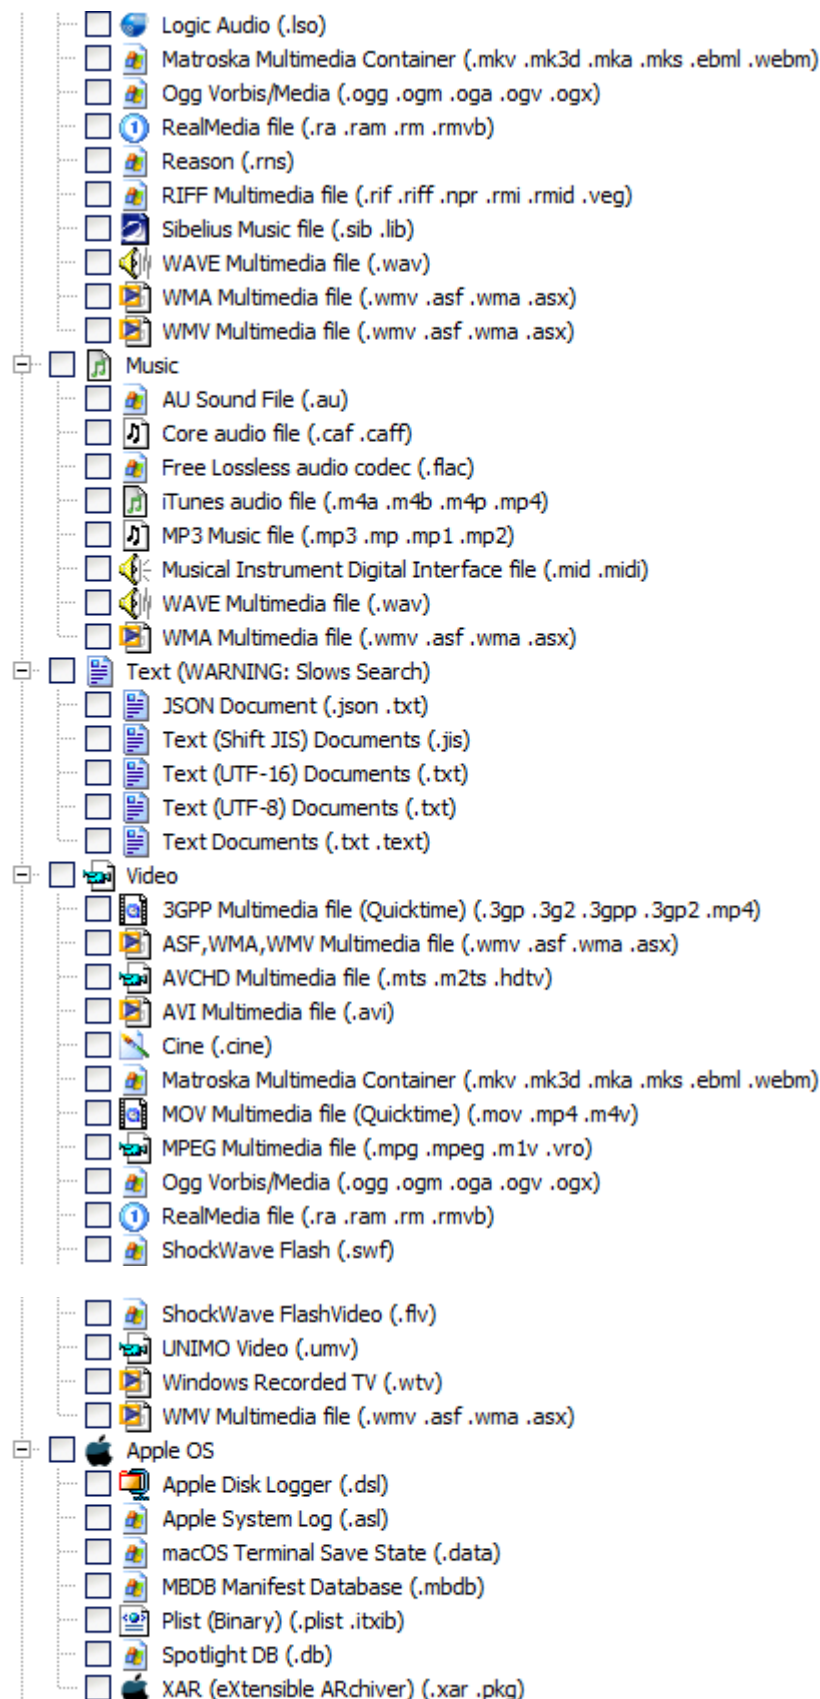 Logic Audio (.lso)
Matroska Multimedia Container (.mkv .mk3d .mka .mks .ebml .webm)
Ogg Vorbis/Media (.ogg .ogm .oga .ogv .ogx)
RealMedia file (.ra .ram .rm .rmvb)
Reason (.rns)
RIFF Multimedia file (.rif .riff .npr .rmi .rmid .veg)
Sibelius Music file (.sib .lib)
WAVE Multimedia file (.wav)
WMA Multimedia file (.wmv .asf .wma .asx)
WMV Multimedia file (.wmv .asf .wma .asx)
Music
AU Sound File (.au)
Core audio file (.caf .caff)
Free Lossless audio codec (.flac)
iTunes audio file (.m4a .m4b .m4p .mp4)
MP3 Music file (.mp3 .mp .mp1 .mp2)
Musical Instrument Digital Interface file (.mid .midi)
WAVE Multimedia file (.wav)
WMA Multimedia file (.wmv .asf .wma .asx)
Text (WARNING: Slows Search)
JSON Document (.json .txt)
Text (Shift JIS) Documents (.jis)
Text (UTF-16) Documents (.txt)
Text (UTF-8) Documents (.txt)
Text Documents (.txt .text)
Video
3GPP Multimedia file (Quicktime) (.3gp .3g2 .3gpp .3gp2 .mp4)
ASF,WMA,WMV Multimedia file (.wmv .asf .wma .asx)
AVCHD Multimedia file (.mts .m2ts .hdtv)
AVI Multimedia file (.avi)
Cine (.cine)
Matroska Multimedia Container (.mkv .mk3d .mka .mks .ebml .webm)
MOV Multimedia file (Quicktime) (.mov .mp4 .m4v)
MPEG Multimedia file (.mpg .mpeg .m1v .vro)
Ogg Vorbis/Media (.ogg .ogm .oga .ogv .ogx)
RealMedia file (.ra .ram .rm .rmvb)
ShockWave Flash (.swf)
ShockWave FlashVideo (.flv)
UNIMO Video (.umv)
Windows Recorded TV (.wtv)
WMV Multimedia file (.wmv .asf .wma .asx)
Apple OS
Apple Disk Logger (.dsl)
Apple System Log (.asl)
macOS Terminal Save State (.data)
MBDB Manifest Database (.mbdb)
Plist (Binary) (.plist .itxib)
Spotlight DB (.db)
XAR (eXtensible ARchiver) (.xar .pkg)